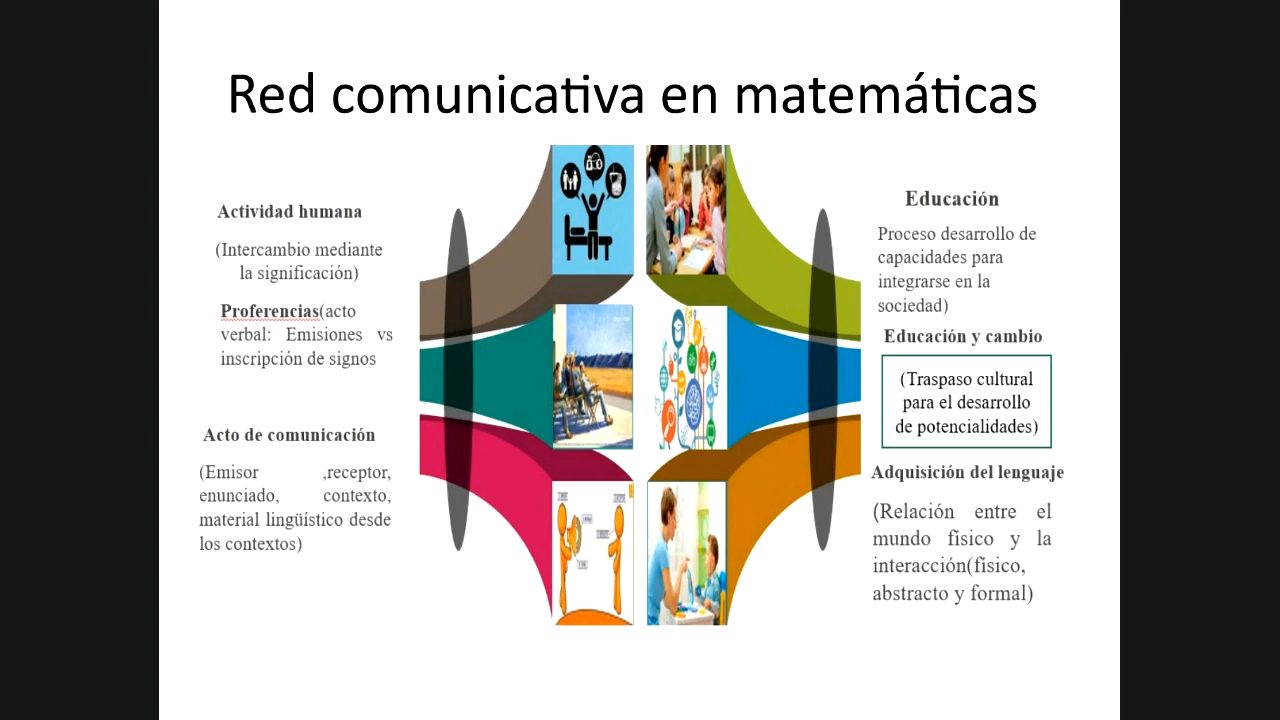 Red comunicativa en matemáticas
Actividad humana
(Intercambio mediante
la significación)
Proferencias(acto
verbal: Emisiones vs
inscripción de signos
Acto de comunicación
(Emisor ,receptor,
enunciado, contexto,
material lingüistico desde
los contextos)
Educación
Proceso desarrollo de
capacidades para
integrarse en la
sociedad)
Educación y cambio
(Traspaso cultural
para el desarrollo
de potencialidades)
Adquisición del lenguaje
(Relación entre el
mundo físico y la
interacción(físico,
abstracto y formal)